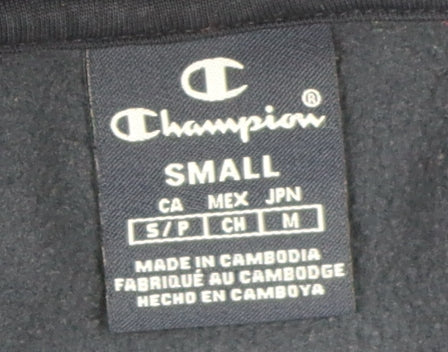 C
Champion®
SMALL
CA MEX JPN
S/P CH M
MADE IN CAMBODIA
FABRIQUÉ AU CAMBODGE
HECHO EN CAMBOYA